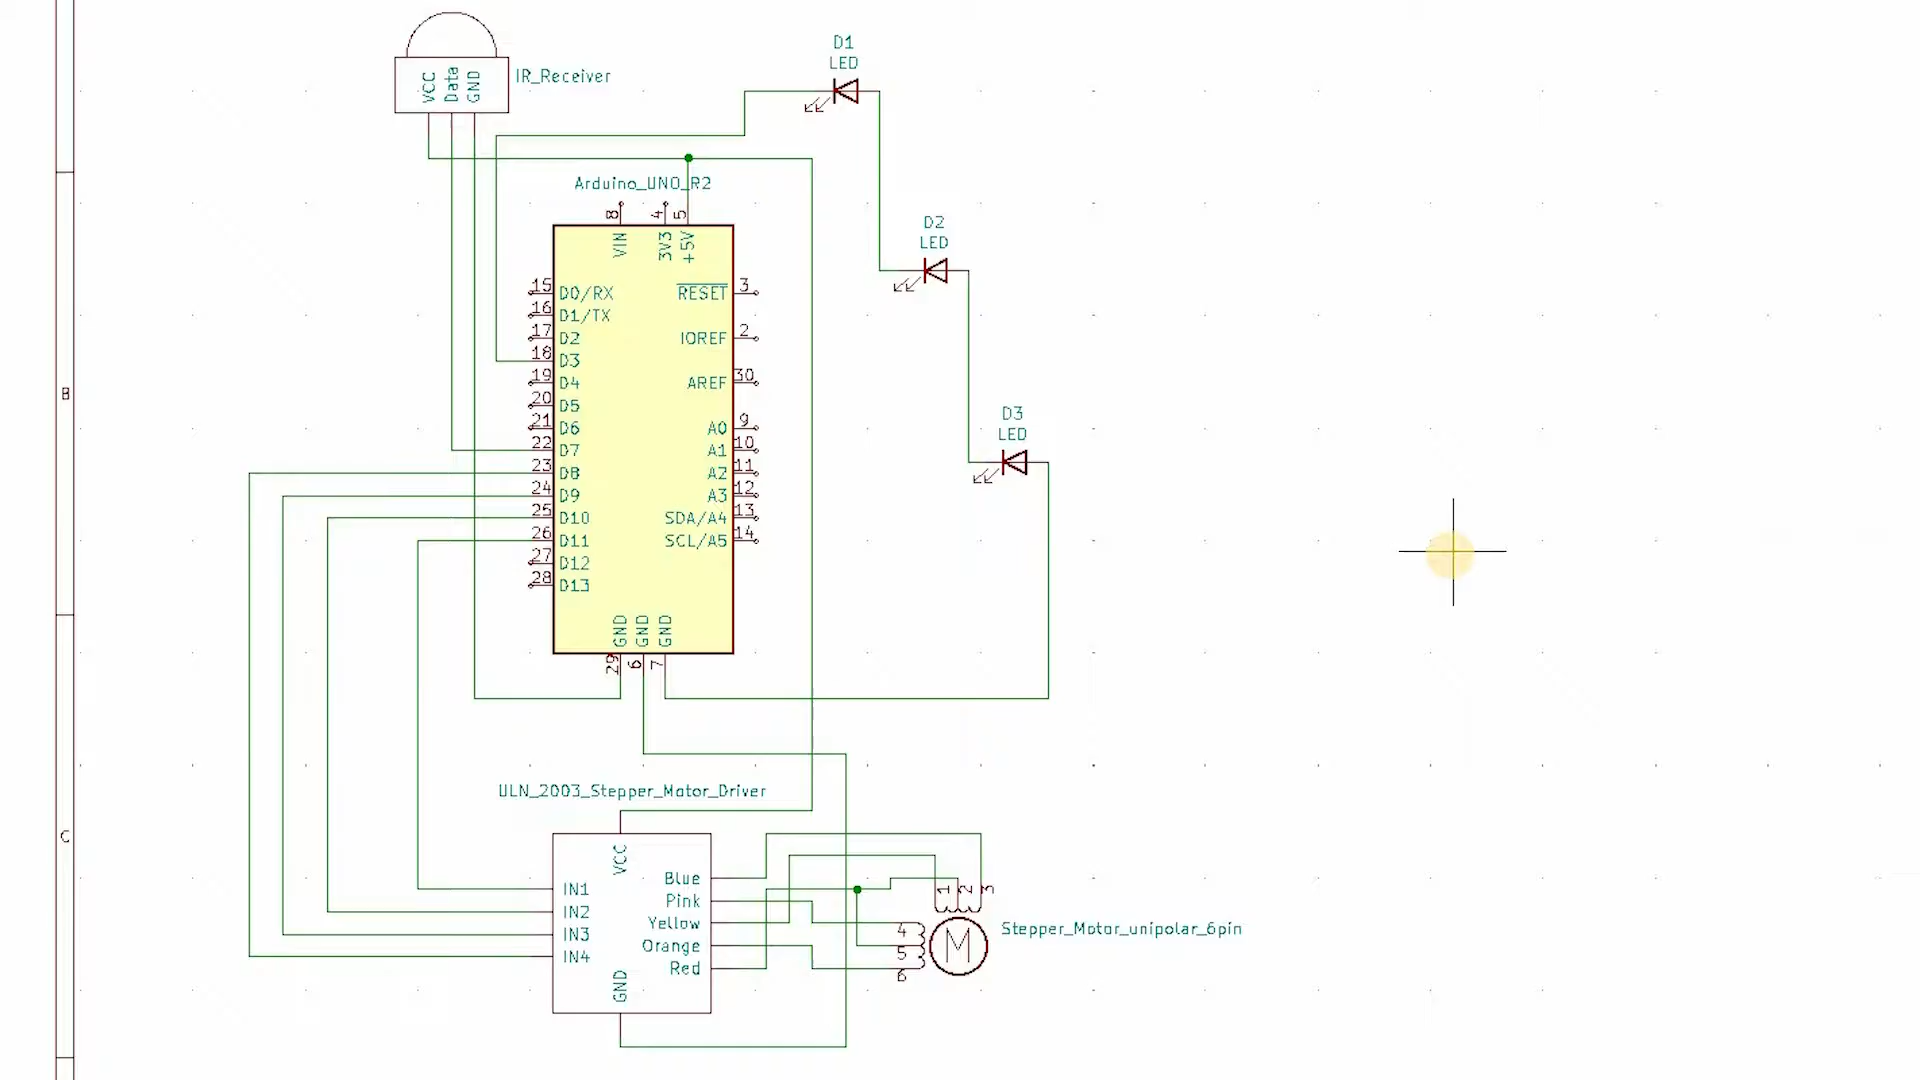 D1
LED
IR_Receiver
VCC
Data
GND
Arduino_UNO_R2
8
4
5
VIN
3V3
+5V
D2
LED
15 D0/RX
16 D1/TX
17 D2
18 D3
19 D4
20 D5
21 D6
22 D7
23 D8
24 D9
25 D10
26 D11
27 D12
28 D13
RESET 3
IOREF 2
AREF 30
A0 9
A1 10
A2 11
A3 12
SDA/A4 13
SCL/A5 14
D3
LED
B
GND
GND
GND
29
6
7
ULN_2003_Stepper_Motor_Driver
C
VCC
IN1
IN2
IN3
IN4
GND
Blue
Pink
Yellow
Orange
Red
1
2
3
4
5
6
M
Stepper_Motor_unipolar_6pin